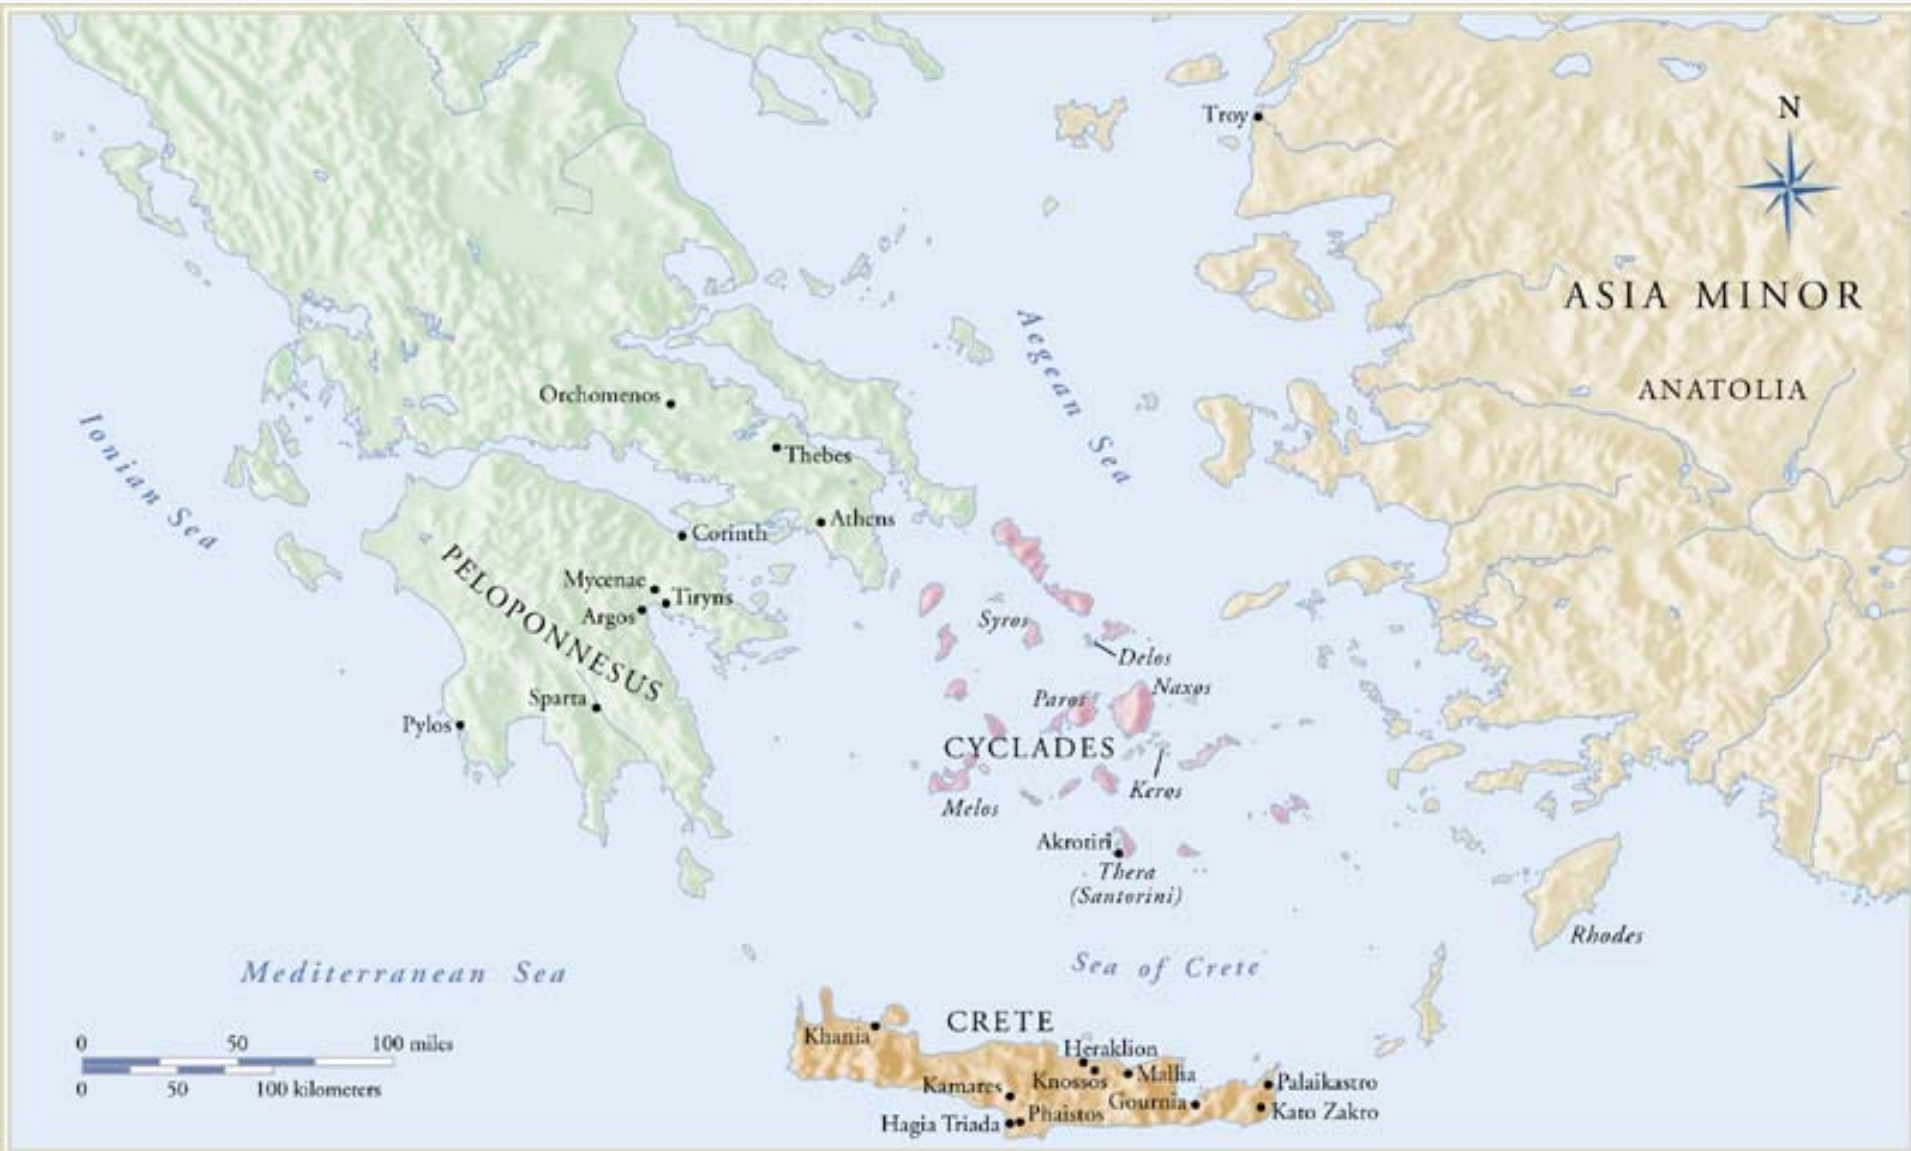 Troy
N
ASIA MINOR
Aegean Sea
ANATOLIA
Orchomenos
Ionian Sea
Thebes
Athens
Corinth
PELOPONNESUS
Mycenae
Tiryns
Argos
Syros
Delos
Naxos
Paros
Sparta
Pylos
CYCLADES
Keros
Melos
Akrotiri
Thera
(Santorini)
Rhodes
Mediterranean Sea
Sea of Crete
CRETE
Khania
0 50 100 miles
0 50 100 kilometers
Heraklion
Knossos
Mallia
Kamares
Gournia
Palaikastro
Kato Zakro
Phaistos
Hagia Triada